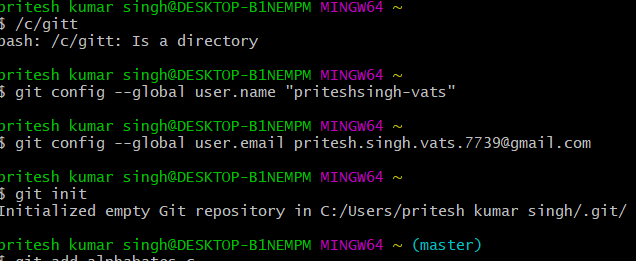 pritesh kumar singh@DESKTOP-B1NEMPM MINGW64 ~
$ /c/gitt
bash: /c/gitt: Is a directory
pritesh kumar singh@DESKTOP-B1NEMPM MINGW64 ~
$ git config --global user.name "priteshsingh-vats"
pritesh kumar singh@DESKTOP-B1NEMPM MINGW64 ~
$ git config --global user.email pritesh.singh.vats.7739@gmail.com
pritesh kumar singh@DESKTOP-B1NEMPM MINGW64 ~
$ git init
Initialized empty Git repository in C:/Users/pritesh kumar singh/.git/
pritesh kumar singh@DESKTOP-B1NEMPM MINGW64 ~ (master)
$ git add alphabates.c